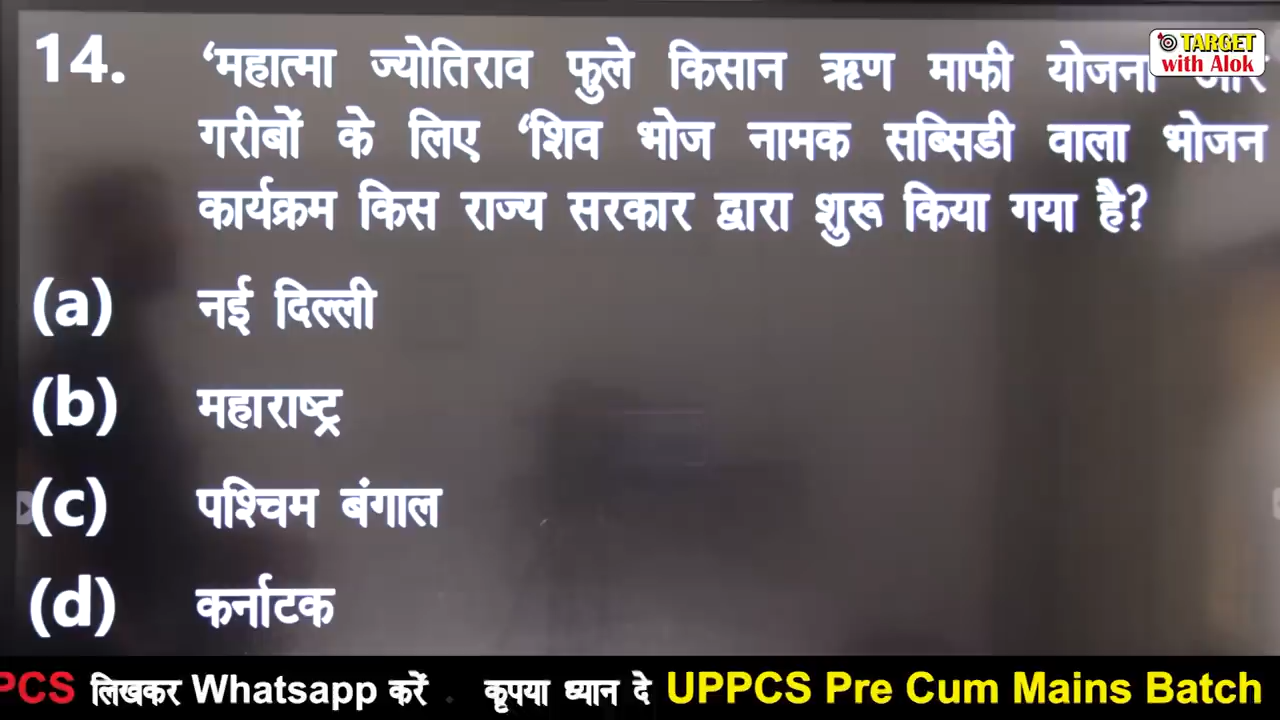 TARGET
with Alok
14. ‘महात्मा ज्योतिराव फुले किसान ऋण माफी योजना और
गरीबों के लिए ‘शिव भोज नामक सब्सिडी वाला भोजन
कार्यक्रम किस राज्य सरकार द्वारा शुरू किया गया है?
(a) नई दिल्ली
(b) महाराष्ट्र
(c) पश्चिम बंगाल
(d) कर्नाटक
PCS लिखकर Whatsapp करें . कृपया ध्यान दे UPPCS Pre Cum Mains Batch